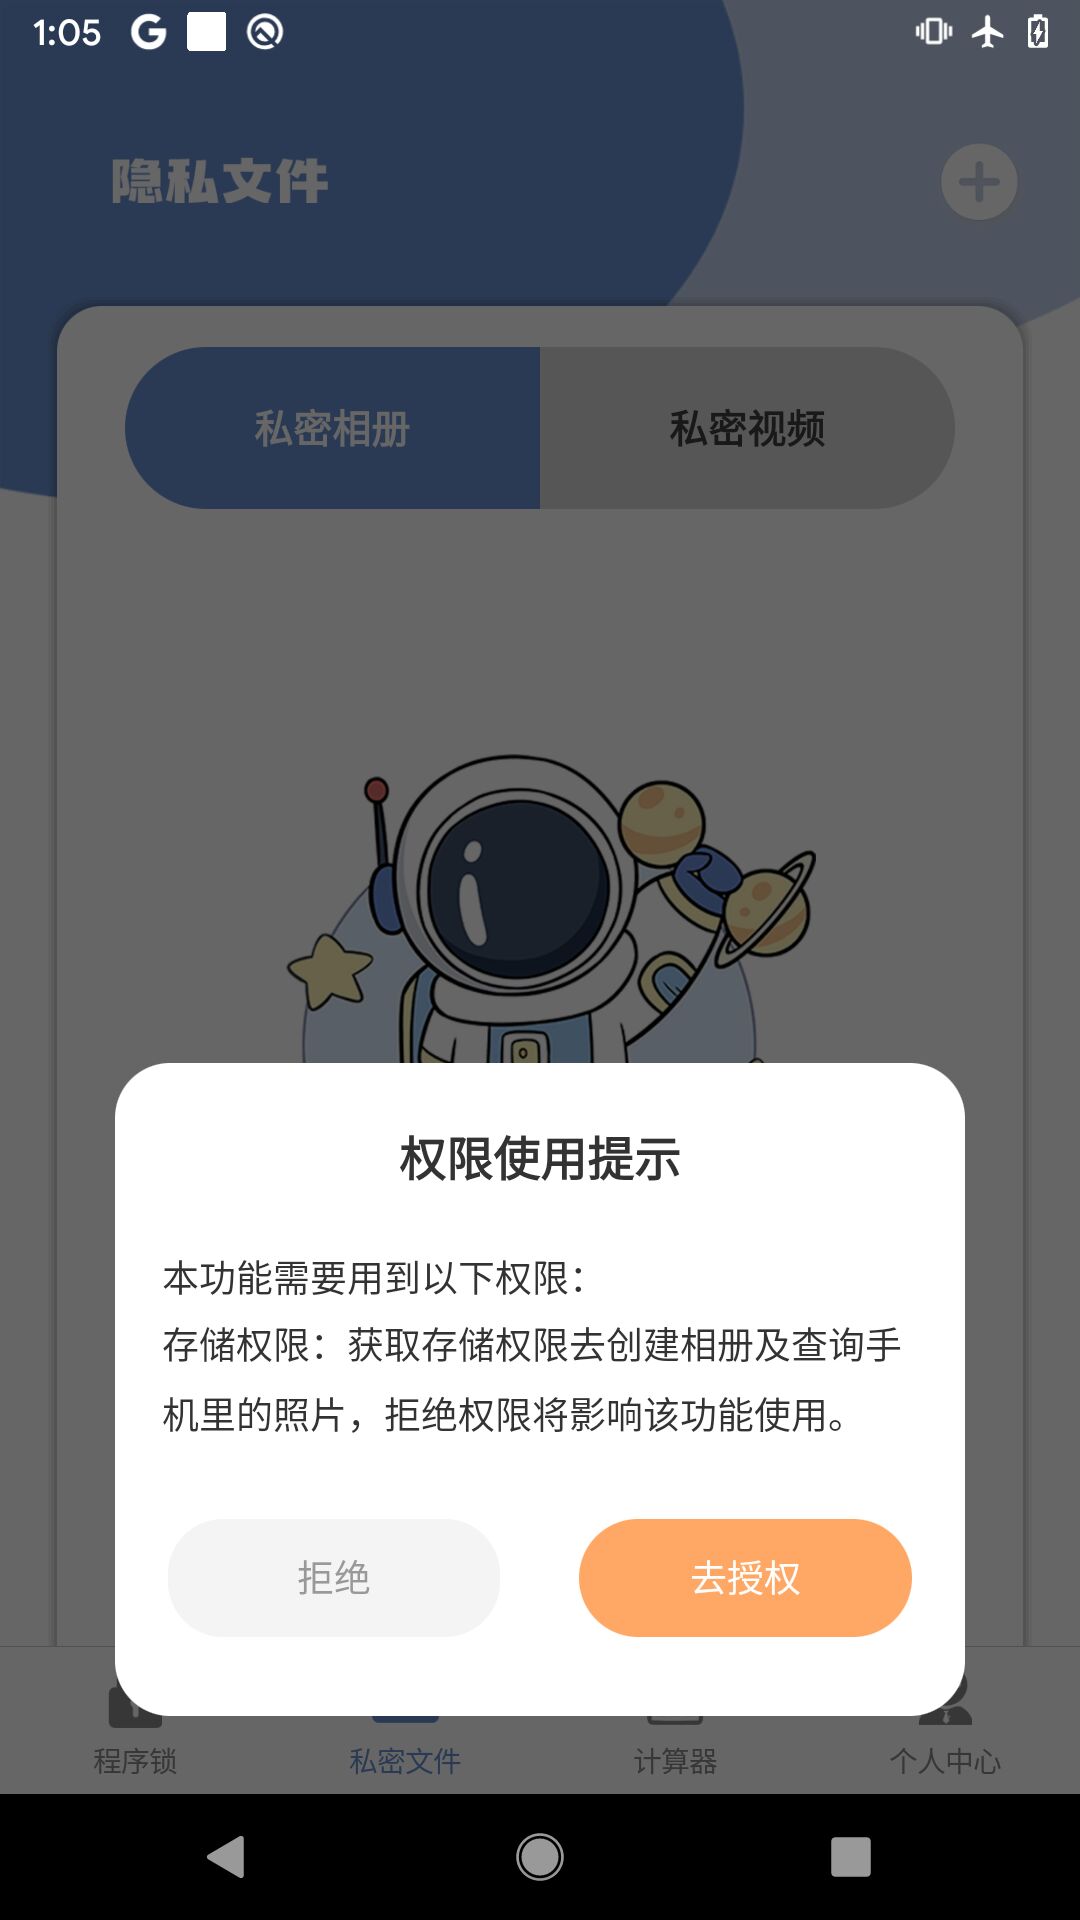 1:05
隐私文件
私密相册
私密视频
权限使用提示
本功能需要用到以下权限：
存储权限：获取存储权限去创建相册及查询手
机里的照片，拒绝权限将影响该功能使用。
拒绝
去授权
程序锁
私密文件
计算器
个人中心